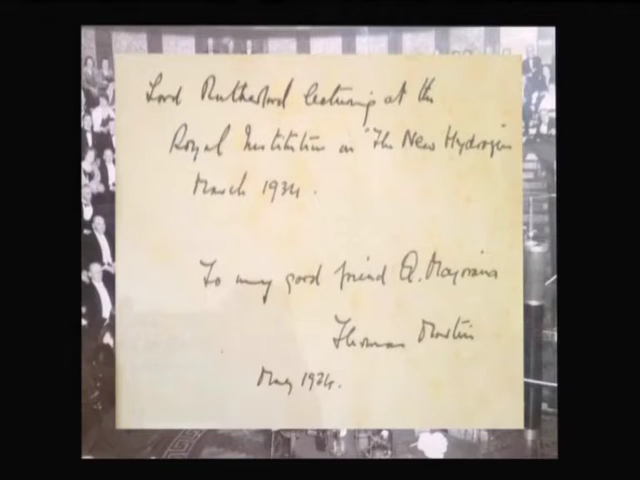 Lord Rutherford lecturing at the
Royal Institution on "The New Hydrogen
March 1934.
To my good friend Q. Majorana
Thomas Martin
May 1934.